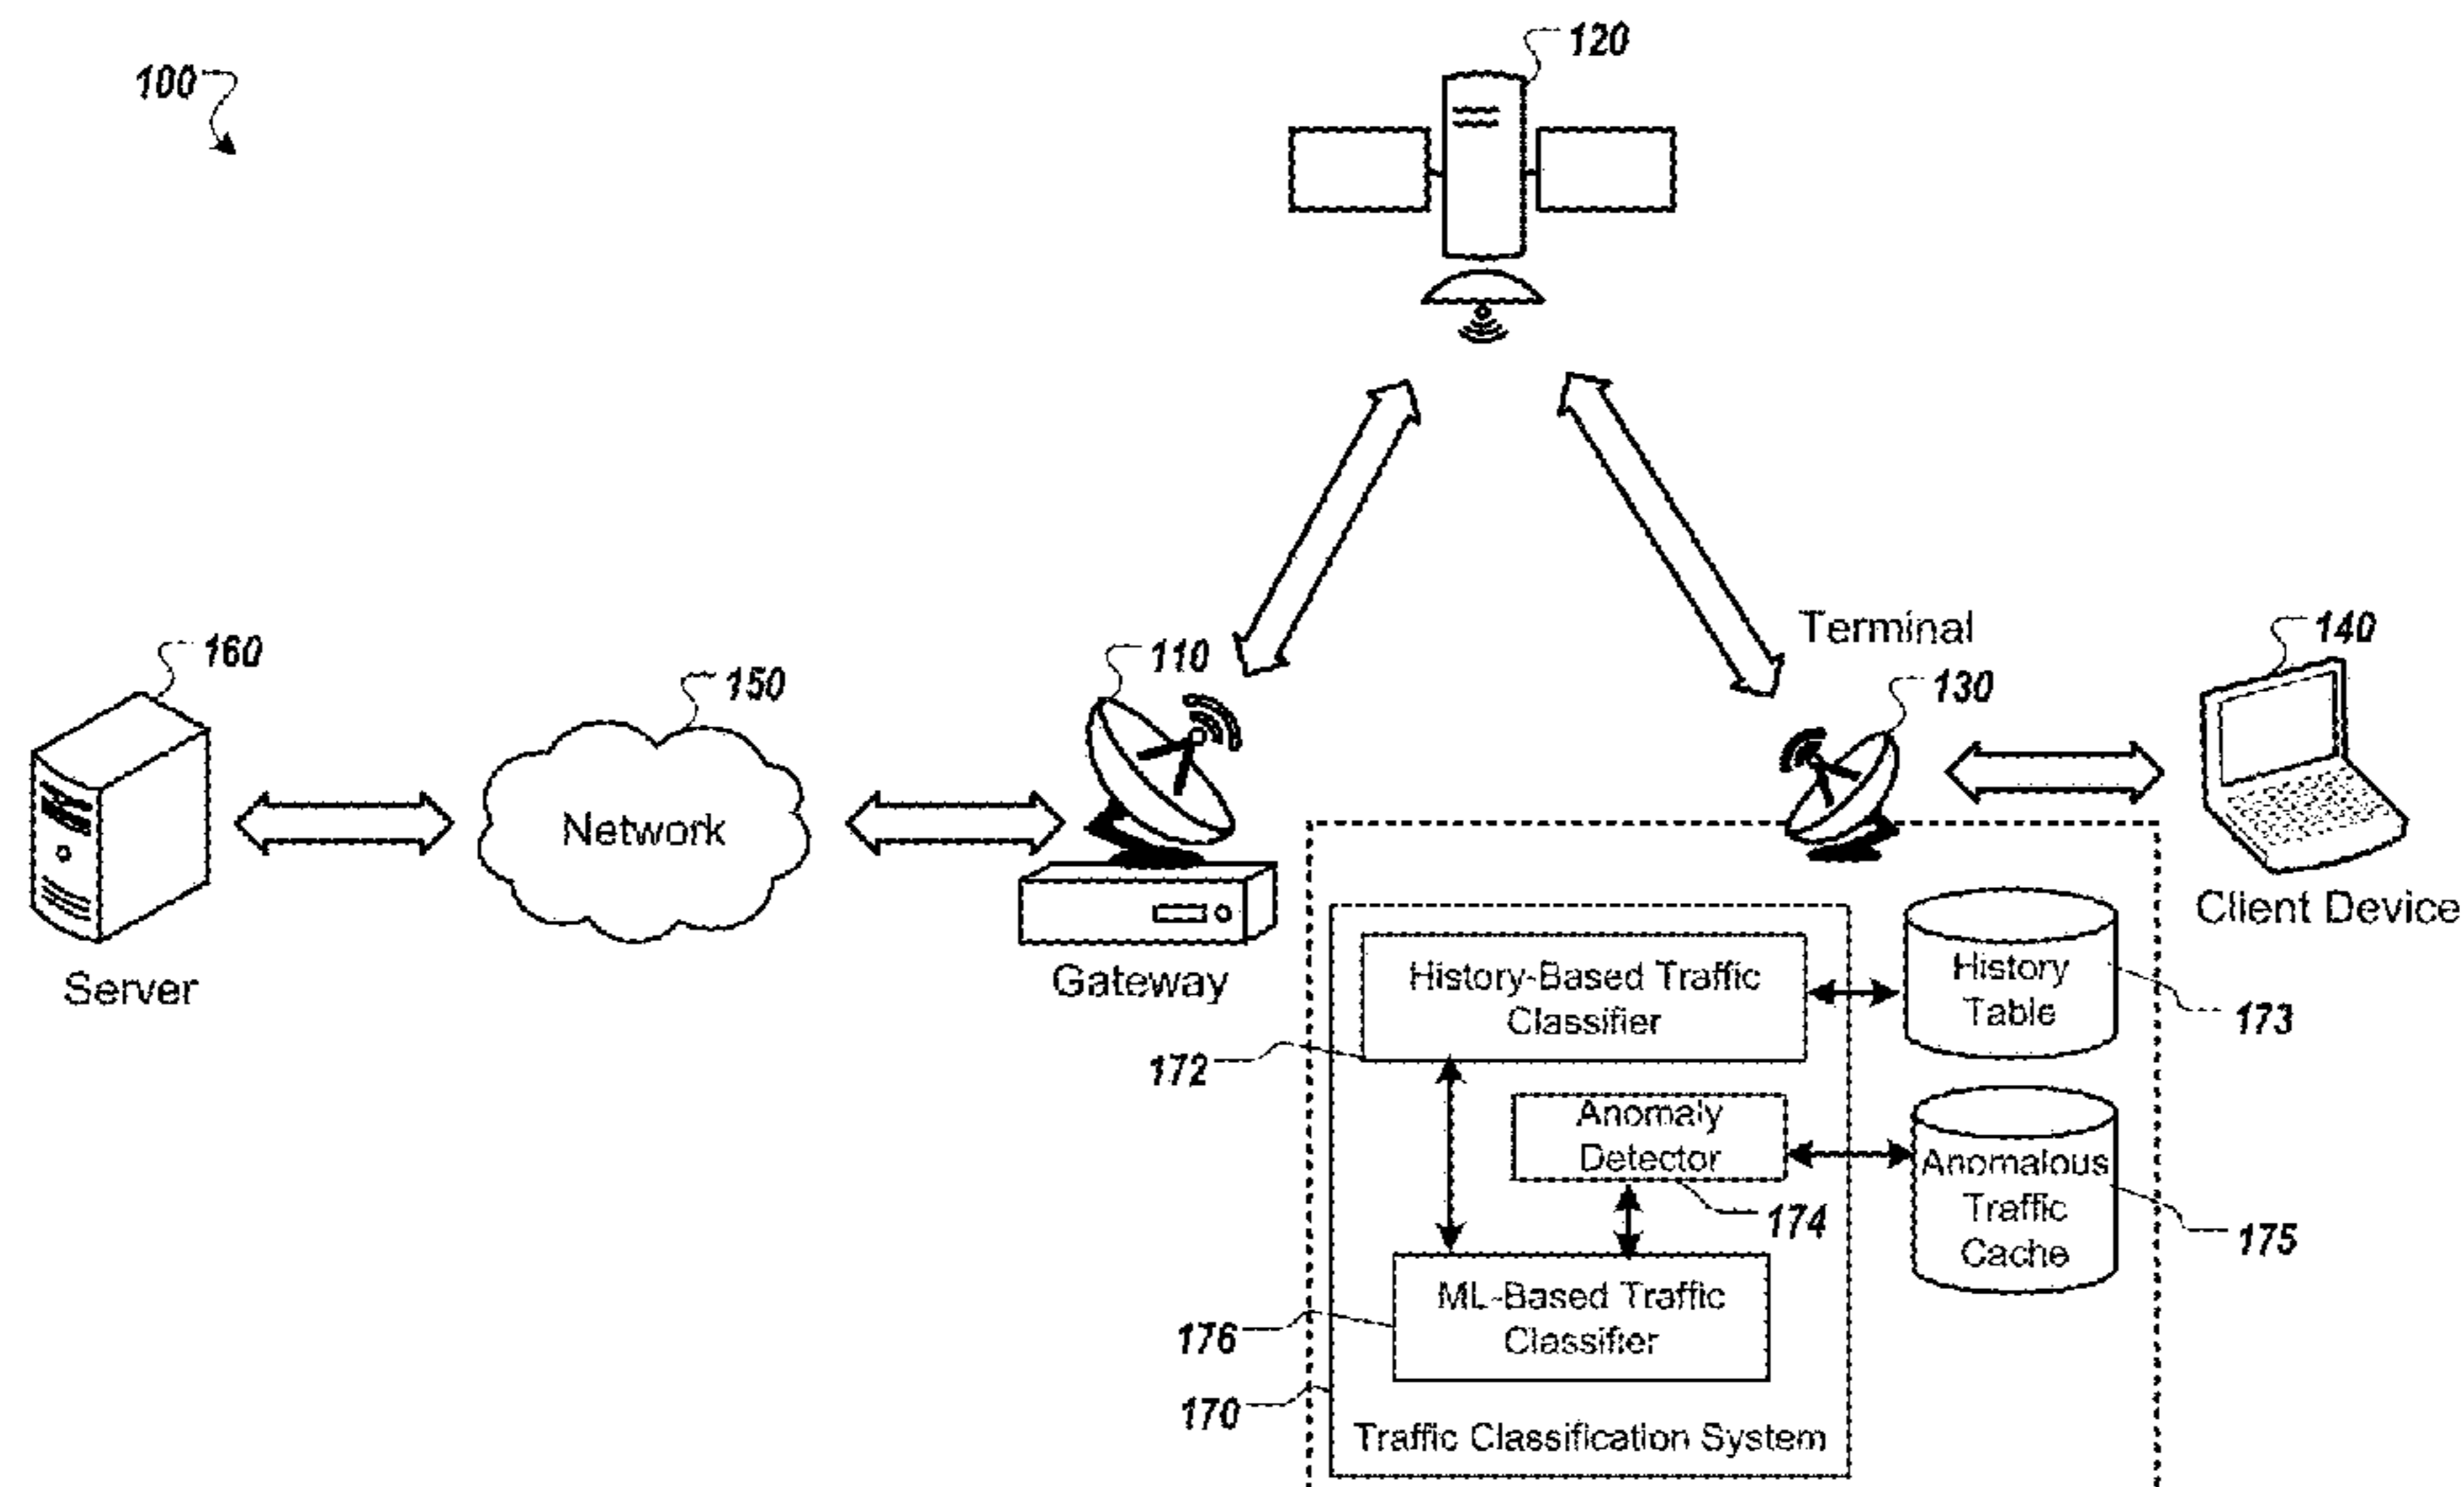 100
120
Terminal
160
150
110
130
140
Network
Server
Gateway
Client Device
History-Based Traffic
Classifier
History
Table
172
173
Anomaly
Detector
174
Anomalous
Traffic
Cache
175
ML-Based Traffic
Classifier
176
170
Traffic Classification System